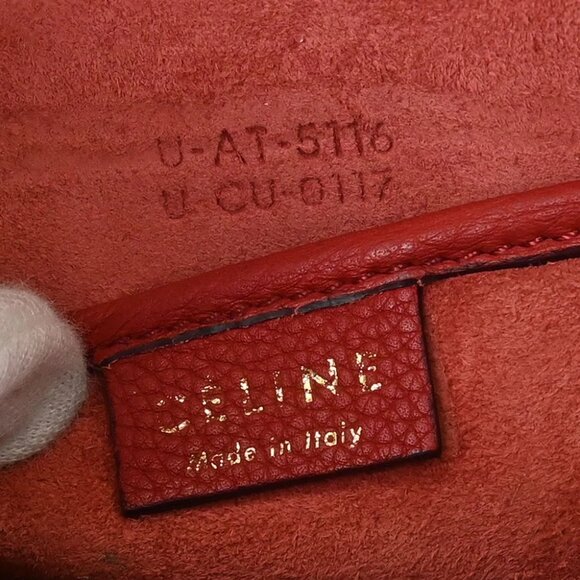 U-AT-5116
U-CU-0117
CELINE
Made in Italy